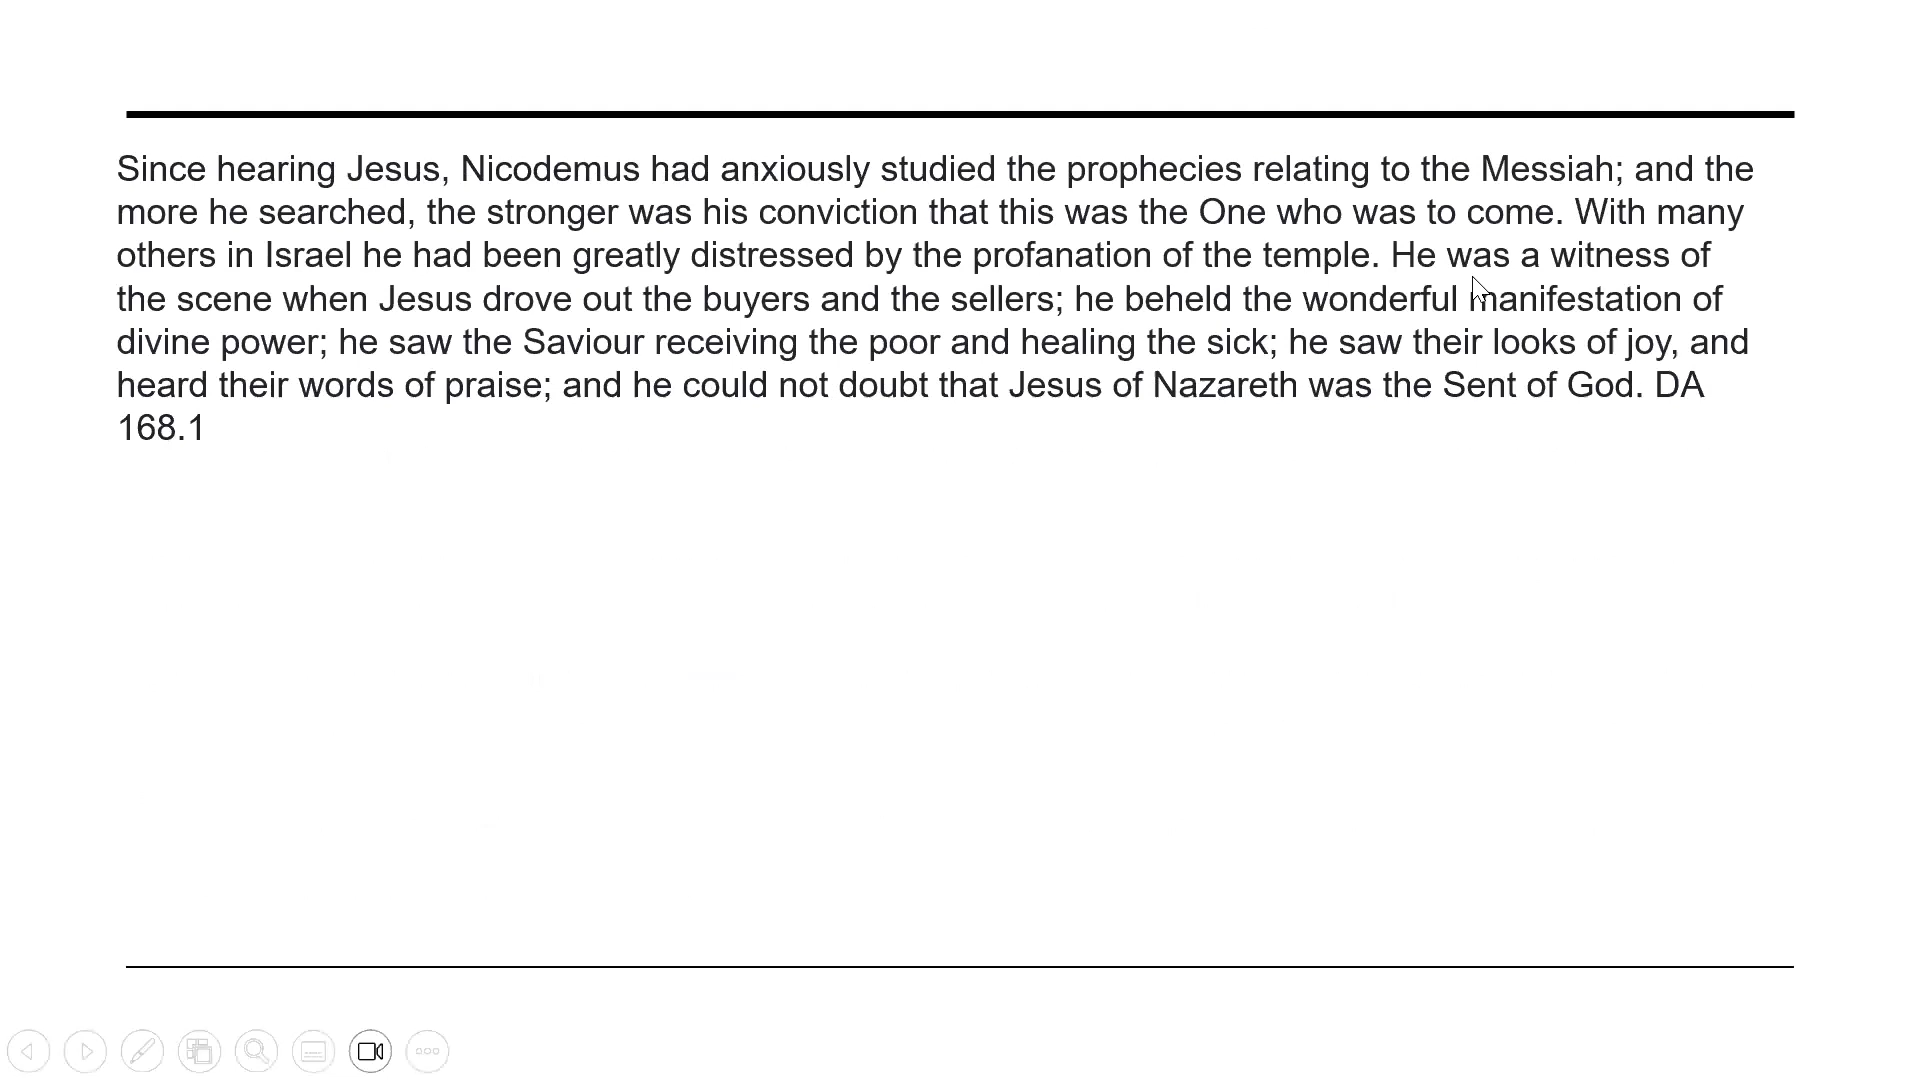 Since hearing Jesus, Nicodemus had anxiously studied the prophecies relating to the Messiah; and the
more he searched, the stronger was his conviction that this was the One who was to come. With many
others in Israel he had been greatly distressed by the profanation of the temple. He was a witness of
the scene when Jesus drove out the buyers and the sellers; he beheld the wonderful manifestation of
divine power; he saw the Saviour receiving the poor and healing the sick; he saw their looks of joy, and
heard their words of praise; and he could not doubt that Jesus of Nazareth was the Sent of God. DA
168.1